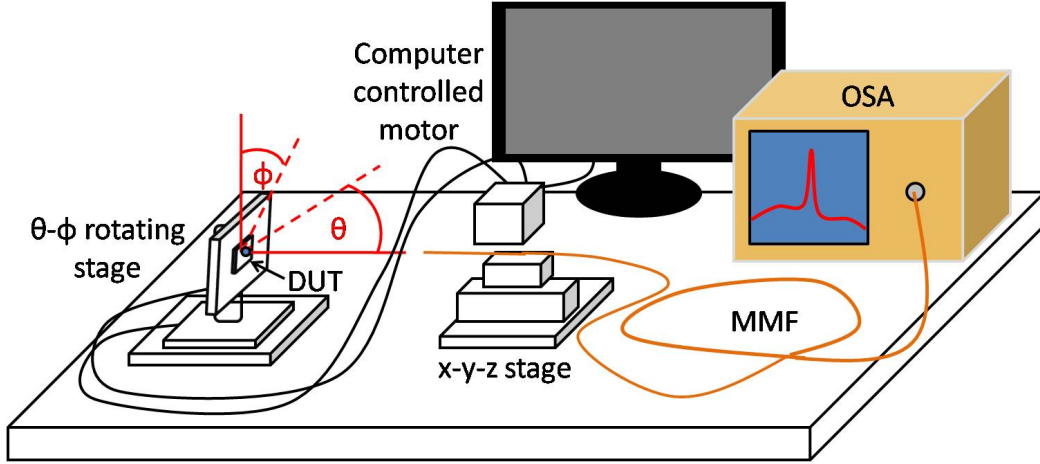 Computer
controlled
motor
OSA
ϕ
θ
θ-ϕ rotating
stage
DUT
MMF
x-y-z stage